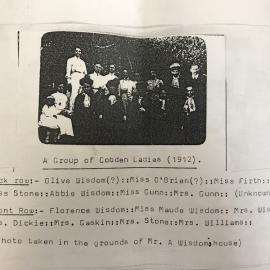 A Group of Cobden Ladies (1912).
ck row:- Olive Wisdom(?)::Miss O'Brien(?)::Miss Firth::
ss Stone::Abbie Wisdom::Miss Gunn::Mrs. Gunn:: (Unknown
ont Row:- Florence Wisdom::Miss Maude Wisdom:: Mrs. Wis
s. Dickie::Mrs. Gaskin::Mrs. Stone::Mrs. Williams::
hoto taken in the grounds of Mr. A Wisdom;house)